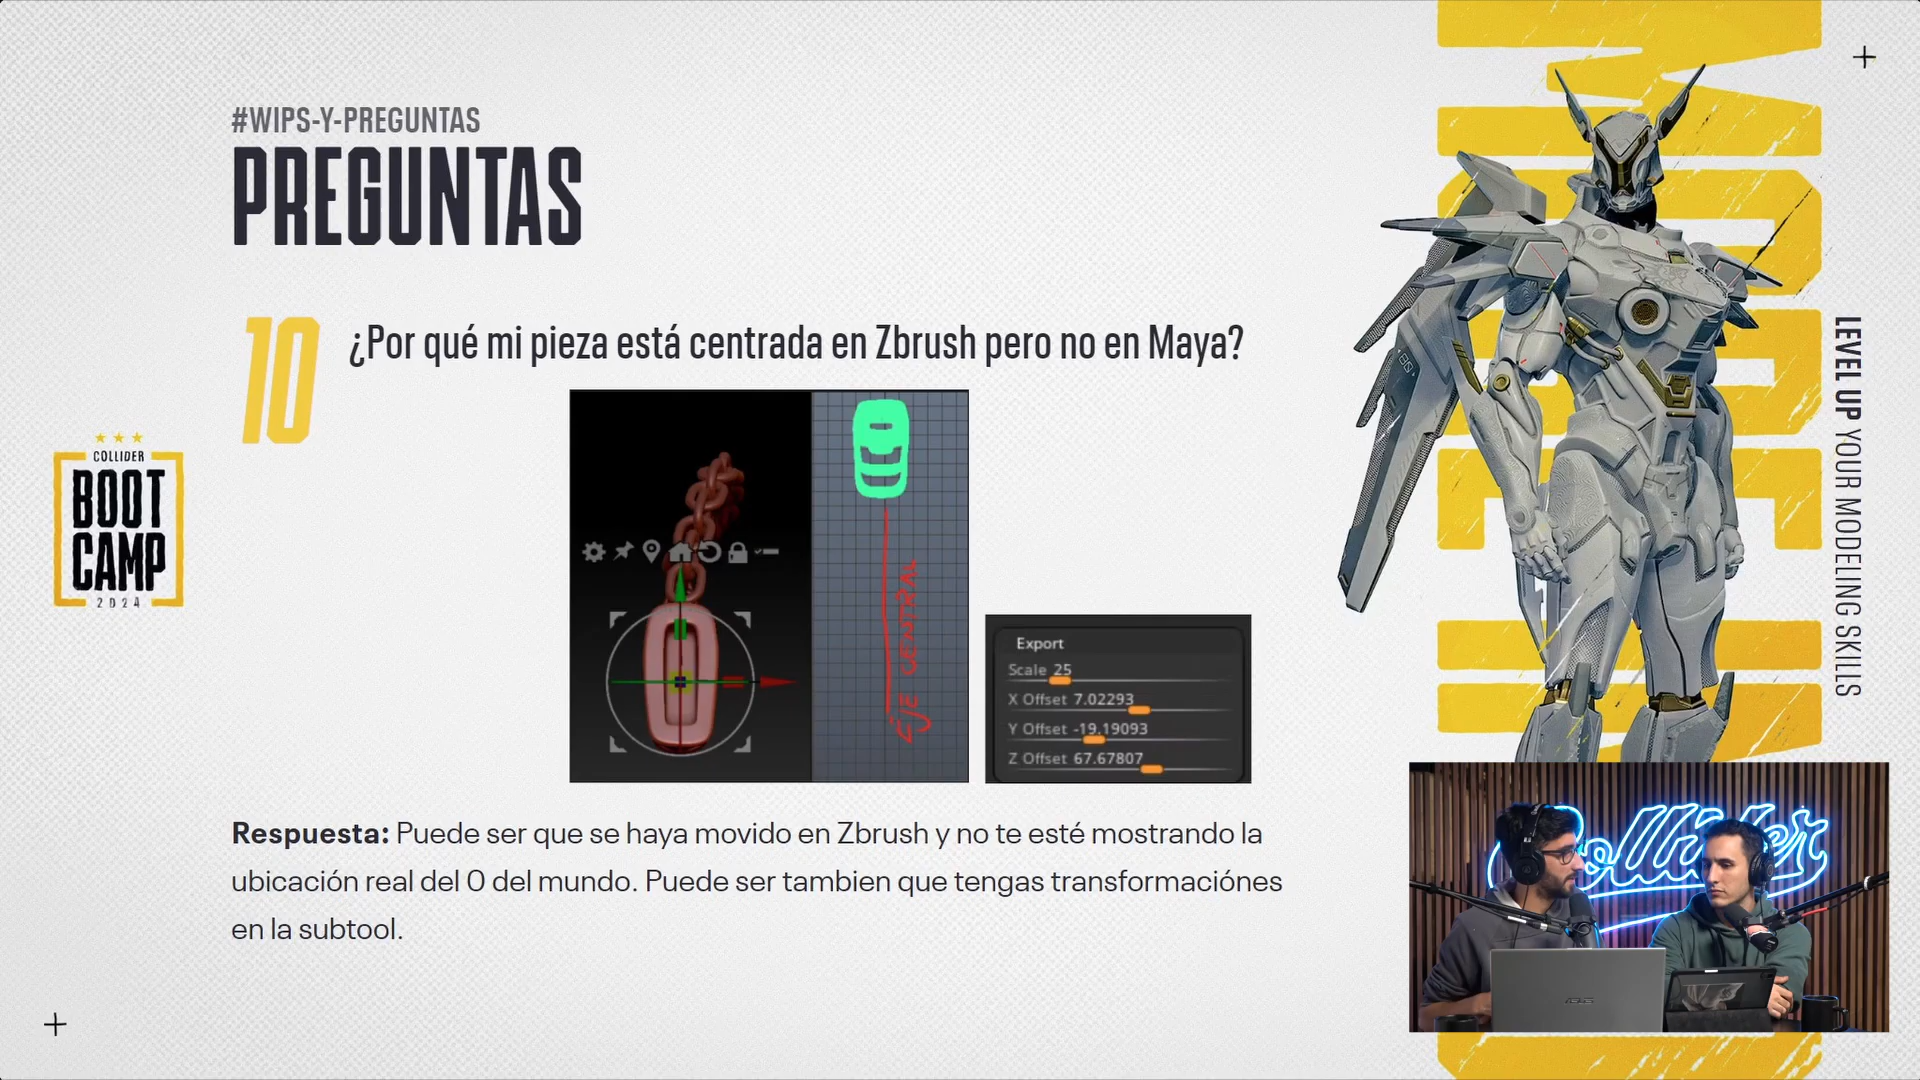 #WIPS-Y-PREGUNTAS
PREGUNTAS
10
¿Por qué mi pieza está centrada en Zbrush pero no en Maya?
EJE CENTRAL
Export
Scale 25
X Offset 7.02293
Y Offset -19.19093
Z Offset 67.67807
Respuesta: Puede ser que se haya movido en Zbrush y no te esté mostrando la
ubicación real del 0 del mundo. Puede ser tambien que tengas transformaciónes
en la subtool.
COLLIDER
BOOT
CAMP
2024
LEVEL UP YOUR MODELING SKILLS
Collider
ASUS